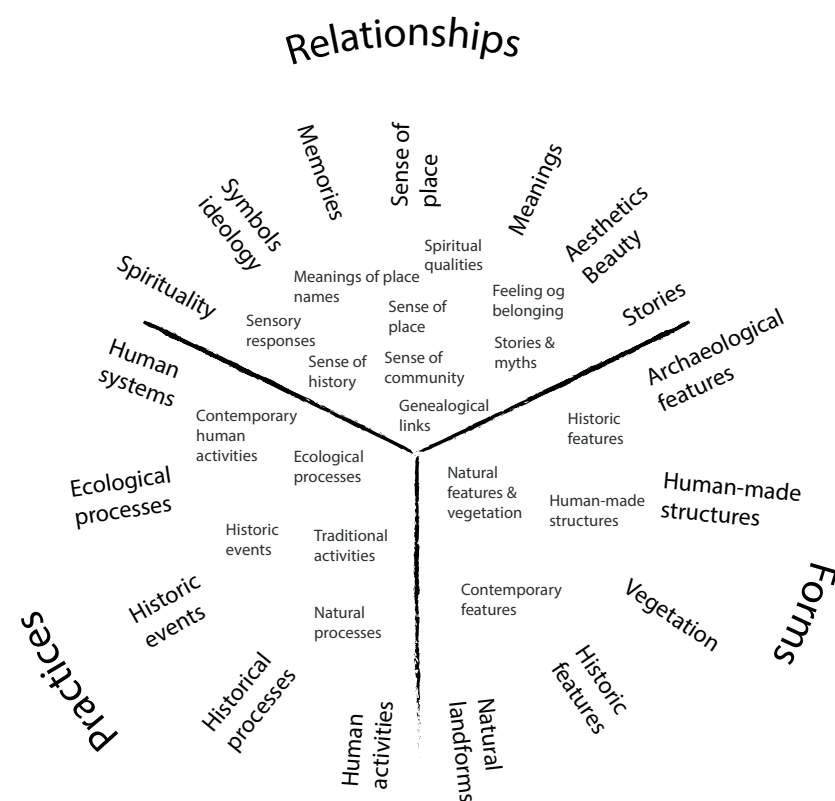 Relationships
Spirituality
Symbols
ideology
Memories
Sense of
place
Meanings
Aesthetics
Beauty
Stories
Spiritual
qualities
Meanings of place
names
Sense of
place
Feeling og
belonging
Sensory
responses
Sense of
history
Sense of
community
Stories &
myths
Genealogical
links
Archaeological
features
Human-made
structures
Vegetation
Historic
features
Natural
landforms
Forms
Historic
features
Natural
features &
vegetation
Human-made
structures
Contemporary
features
Human
systems
Ecological
processes
Historic
events
Historical
processes
Human
activities
Practices
Contemporary
human
activities
Ecological
processes
Historic
events
Traditional
activities
Natural
processes